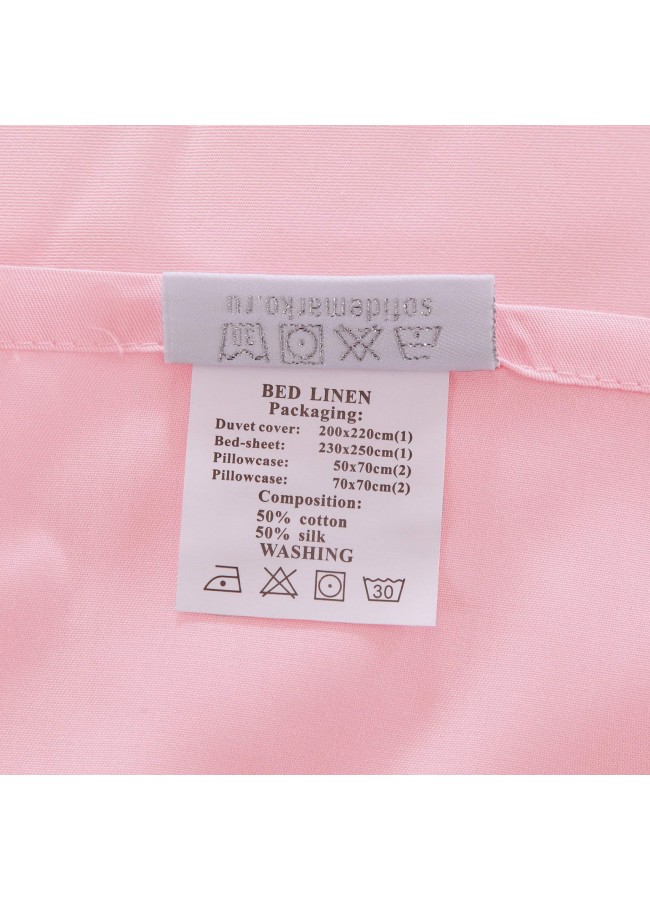 sofidemarko.ru
30
BED LINEN
Packaging:
Duvet cover: 200x220cm(1)
Bed-sheet: 230x250cm(1)
Pillowcase: 50x70cm(2)
Pillowcase: 70x70cm(2)
Composition:
50% cotton
50% silk
WASHING
30